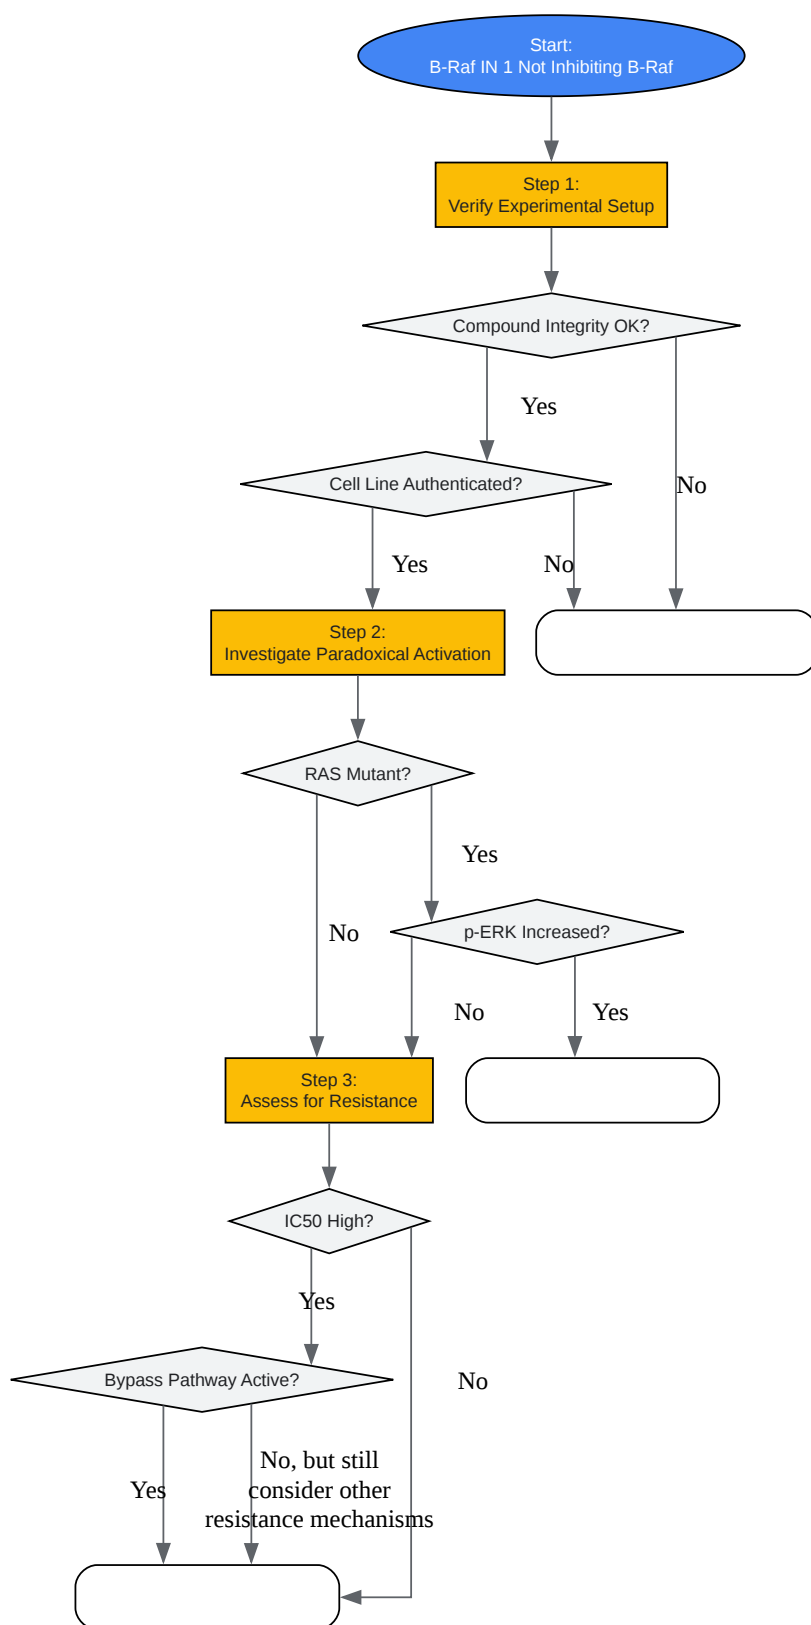 Start:
B-Raf IN 1 Not Inhibiting B-Raf
Step 1:
Verify Experimental Setup
Compound Integrity OK?
Yes
Cell Line Authenticated?
No
Yes
No
Step 2:
Investigate Paradoxical Activation
RAS Mutant?
Yes
No
p-ERK Increased?
No
Yes
Step 3:
Assess for Resistance
IC50 High?
Yes
Bypass Pathway Active?
No
Yes
No, but still
consider other
resistance mechanisms